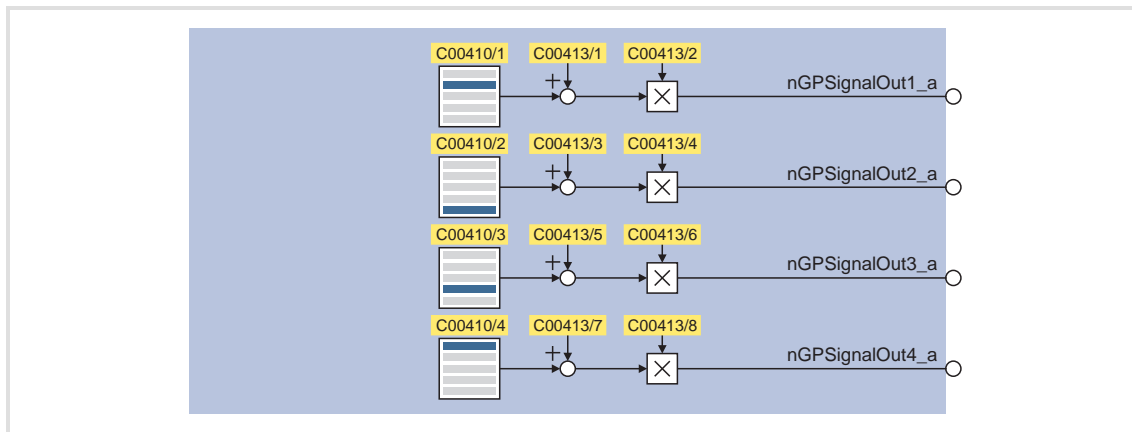 C00410/1 C00413/1 C00413/2
+
nGPSignalOut1_a
C00410/2 C00413/3 C00413/4
+
nGPSignalOut2_a
C00410/3 C00413/5 C00413/6
+
nGPSignalOut3_a
C00410/4 C00413/7 C00413/8
+
nGPSignalOut4_a